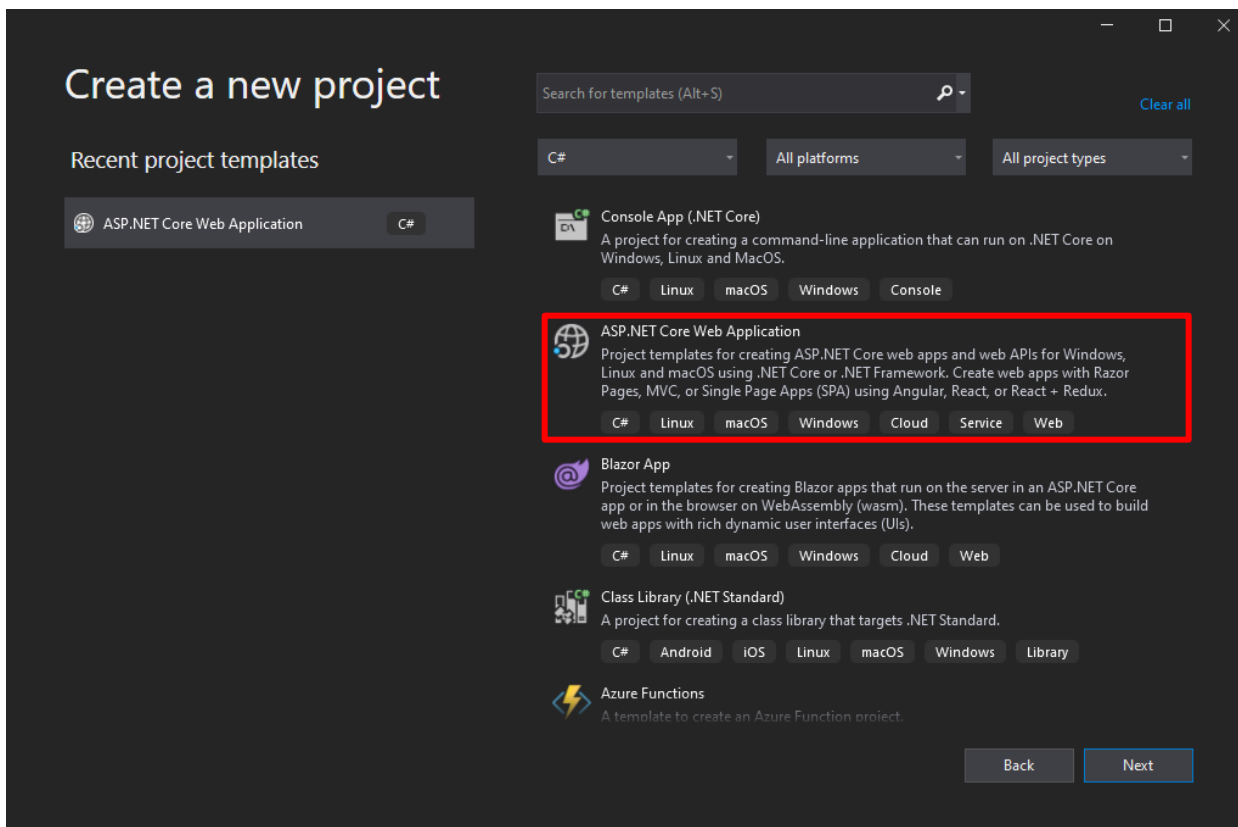 Create a new project
Recent project templates
ASP.NET Core Web Application C#
Search for templates (Alt+S)
Clear all
C# All platforms All project types
Console App (.NET Core)
A project for creating a command-line application that can run on .NET Core on
Windows, Linux and MacOS.
C# Linux macOS Windows Console
ASP.NET Core Web Application
Project templates for creating ASP.NET Core web apps and web APIs for Windows,
Linux and macOS using .NET Core or .NET Framework. Create web apps with Razor
Pages, MVC, or Single Page Apps (SPA) using Angular, React, or React + Redux.
C# Linux macOS Windows Cloud Service Web
Blazor App
Project templates for creating Blazor apps that run on the server in an ASP.NET Core
app or in the browser on WebAssembly (wasm). These templates can be used to build
web apps with rich dynamic user interfaces (UIs).
C# Linux macOS Windows Cloud Web
Class Library (.NET Standard)
A project for creating a class library that targets .NET Standard.
C# Android iOS Linux macOS Windows Library
Azure Functions
A template to create an Azure Function project.
Back Next